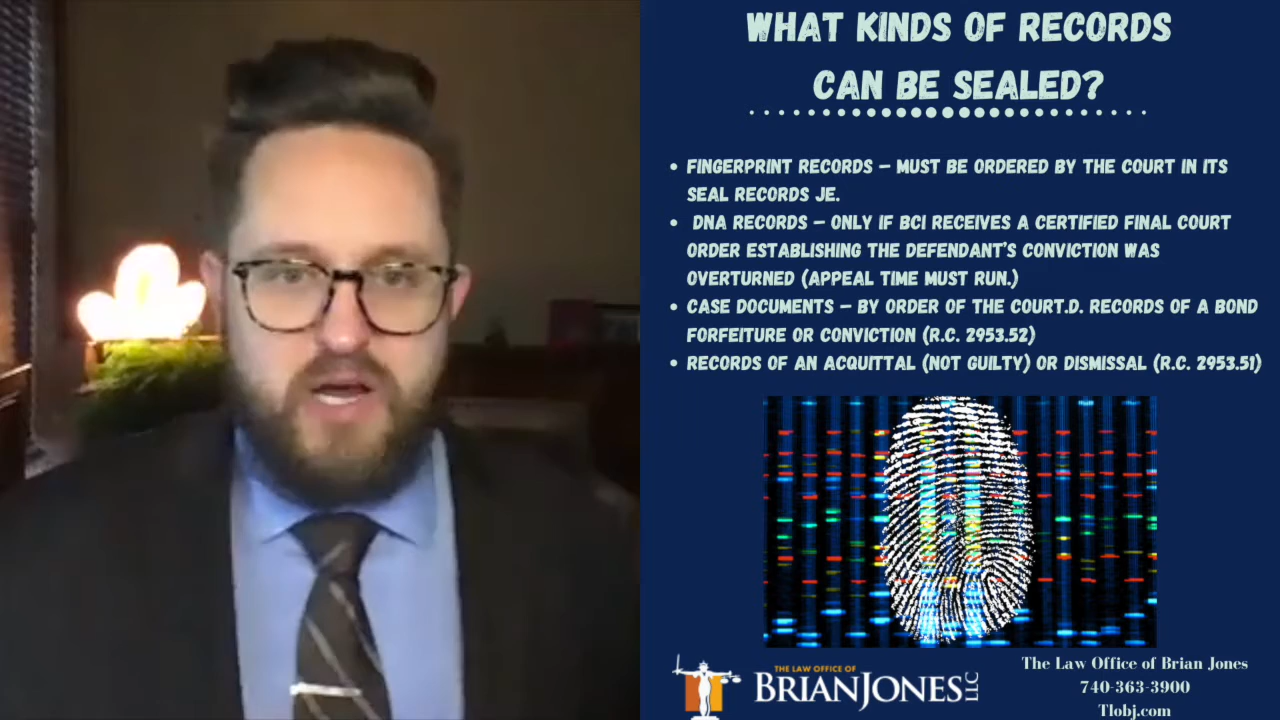 WHAT KINDS OF RECORDS
CAN BE SEALED?
• FINGERPRINT RECORDS – MUST BE ORDERED BY THE COURT IN ITS
SEAL RECORDS JE.
• DNA RECORDS – ONLY IF BCI RECEIVES A CERTIFIED FINAL COURT
ORDER ESTABLISHING THE DEFENDANT'S CONVICTION WAS
OVERTURNED (APPEAL TIME MUST RUN.)
• CASE DOCUMENTS – BY ORDER OF THE COURT.D. RECORDS OF A BOND
FORFEITURE OR CONVICTION (R.C. 2953.52)
• RECORDS OF AN ACQUITTAL (NOT GUILTY) OR DISMISSAL (R.C. 2953.51)
THE LAW OFFICE OF
BRIAN JONES LLC
The Law Office of Brian Jones
740-363-3900
Tlobj.com